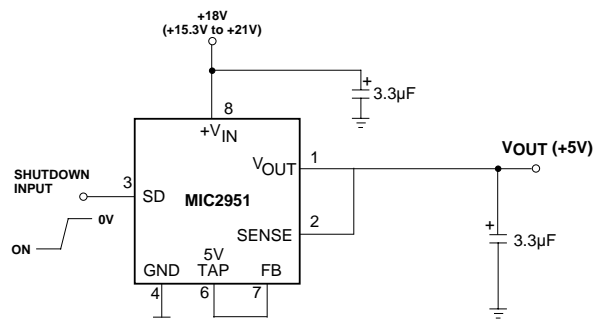 +18V
(+15.3V to +21V)
+
3.3µF
8
+VIN
VOUT
1
VOUT (+5V)
SHUTDOWN
INPUT
3
SD
MIC2951
0V
ON
SENSE
2
+
3.3µF
5V
GND
TAP
FB
4
6
7